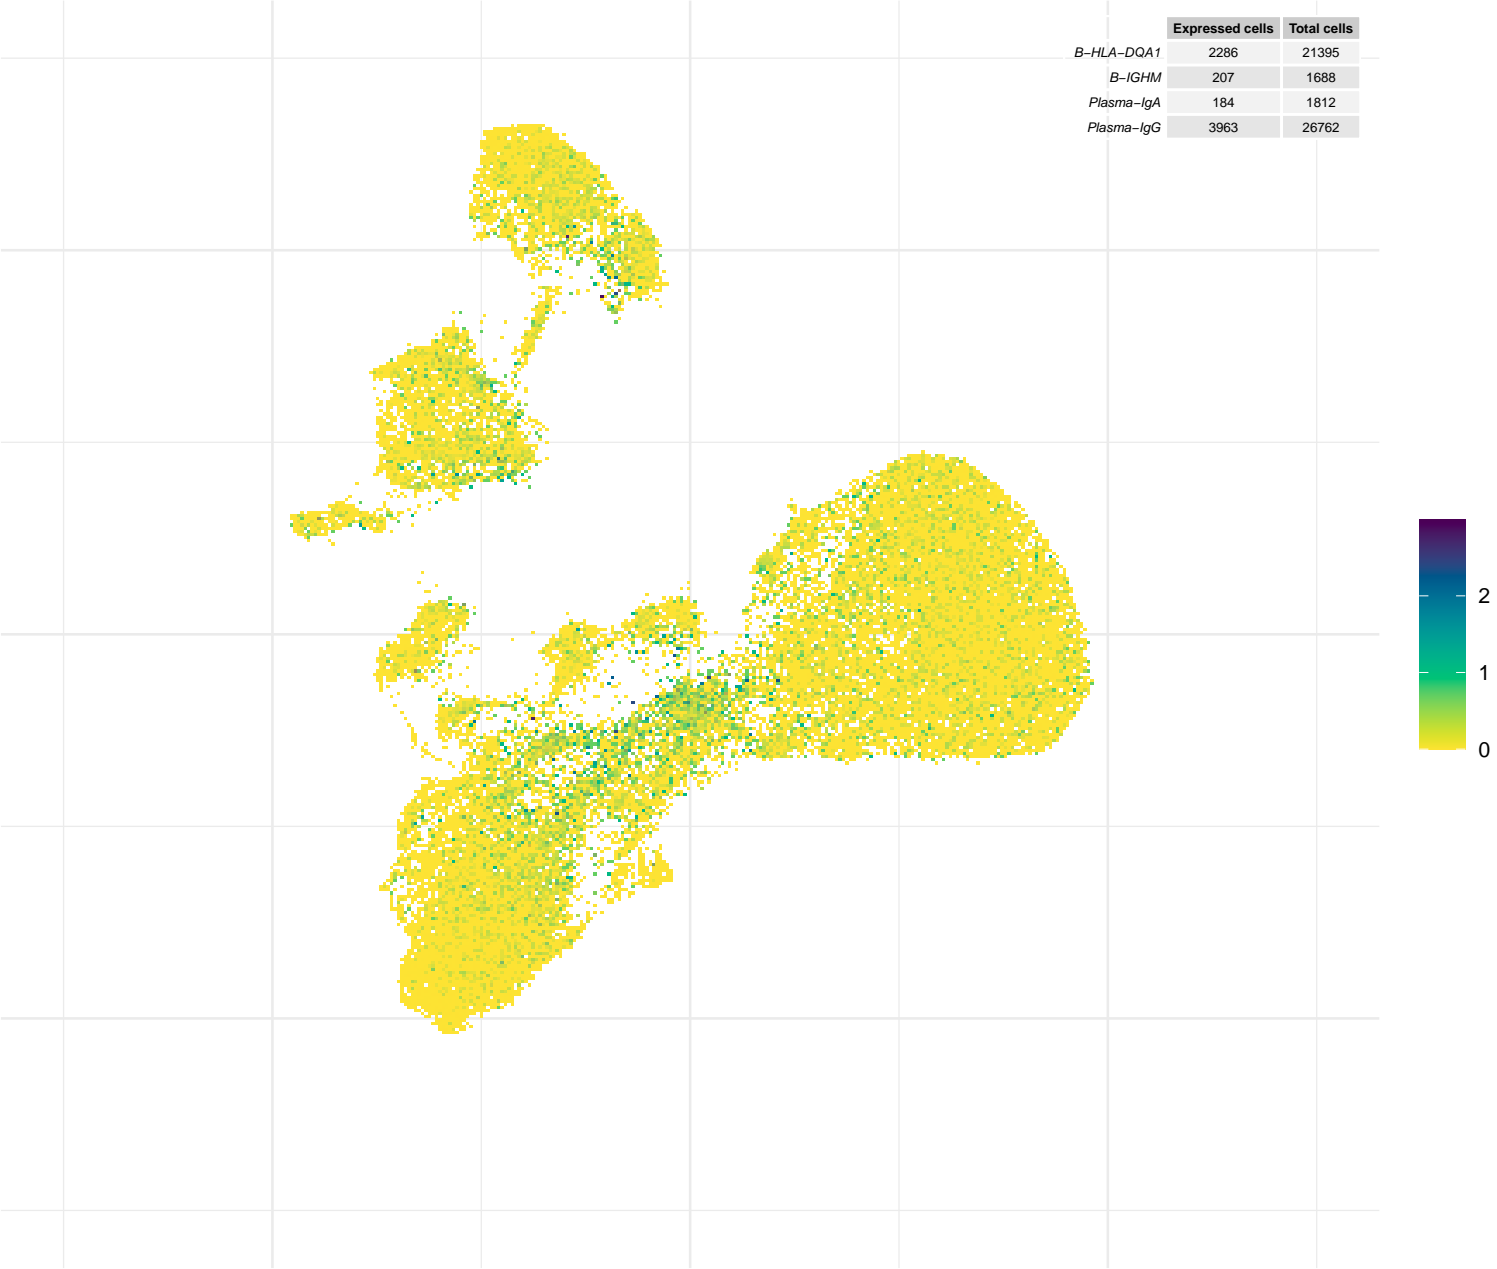 Expressed cells Total cells
B−HLA−DQA1 2286 21395
B−IGHM 207 1688
Plasma−IgA 184 1812
Plasma−IgG 3963 26762
2
1
0